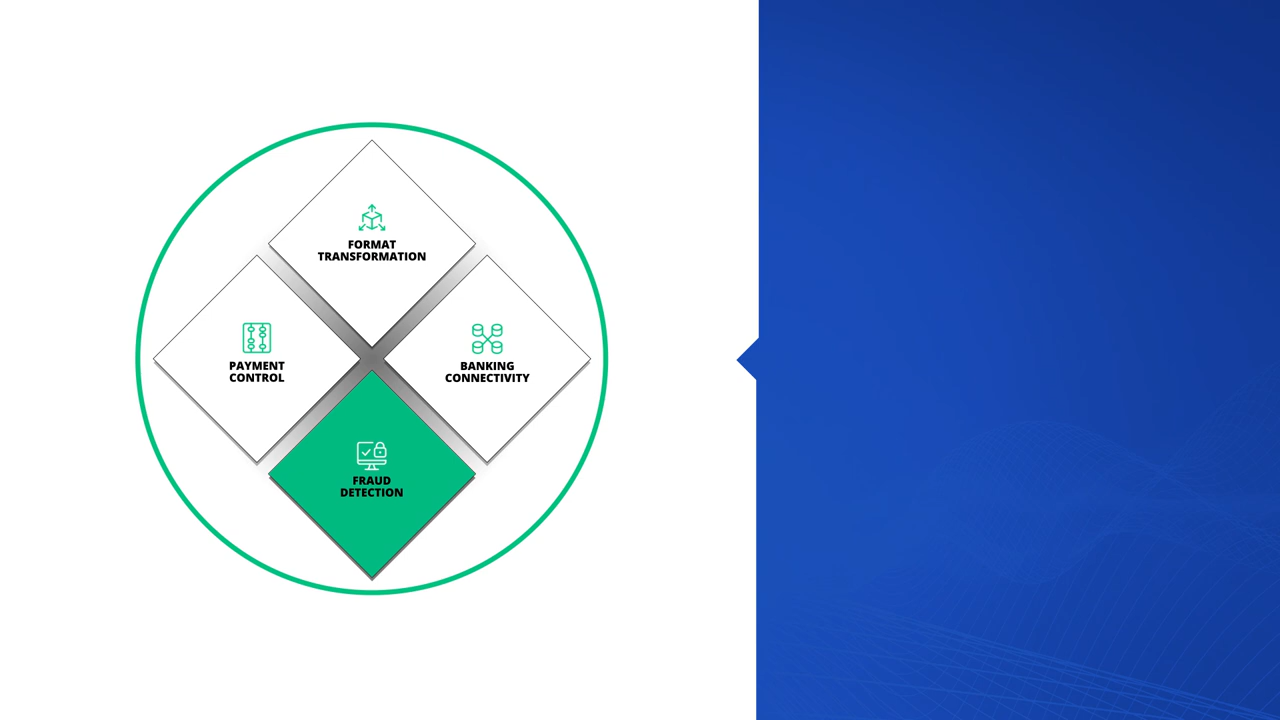 FORMAT
TRANSFORMATION
PAYMENT
CONTROL
BANKING
CONNECTIVITY
FRAUD
DETECTION